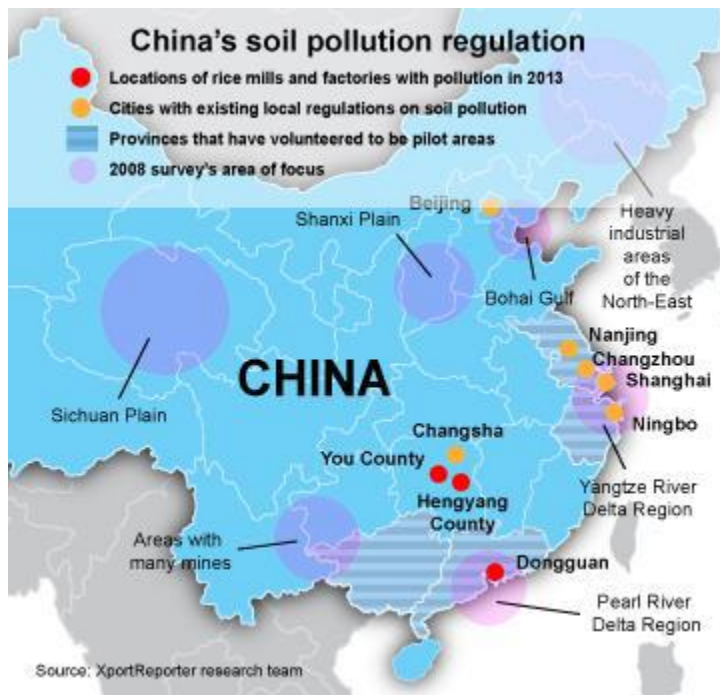 China's soil pollution regulation
Locations of rice mills and factories with pollution in 2013
Cities with existing local regulations on soil pollution
Provinces that have volunteered to be pilot areas
2008 survey's area of focus
Beijing
Shanxi Plain
Heavy
industrial
areas
of the
North-East
Bohai Gulf
Nanjing
Changzhou
Shanghai
CHINA
Sichuan Plain
Ningbo
Changsha
You County
Hengyang
County
Yangtze River
Delta Region
Areas with
many mines
Dongguan
Pearl River
Delta Region
Source: XportReporter research team